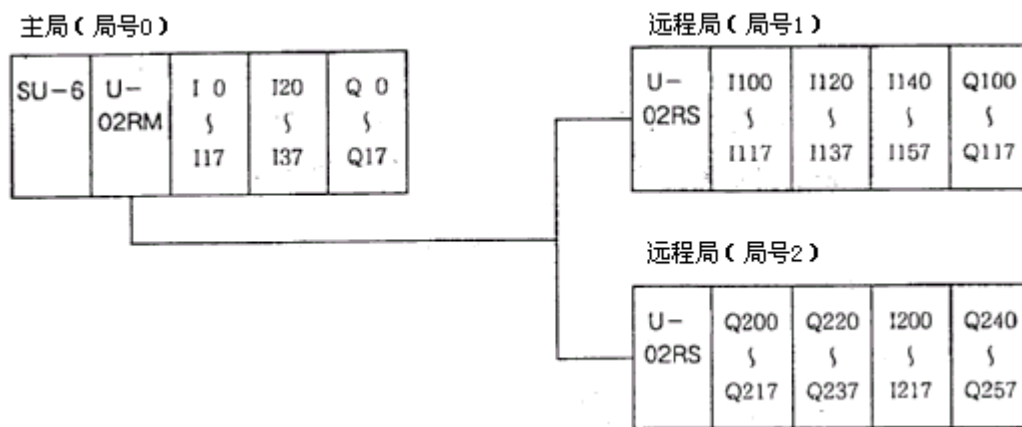 主局(局号0)
SU-6
U-
02RM
I 0
∫
I17
I20
∫
I37
Q 0
∫
Q17
远程局(局号1)
U-
02RS
I100
∫
I117
I120
∫
I137
I140
∫
I157
Q100
∫
Q117
远程局(局号2)
U-
02RS
Q200
∫
Q217
Q220
∫
Q237
I200
∫
I217
Q240
∫
Q257